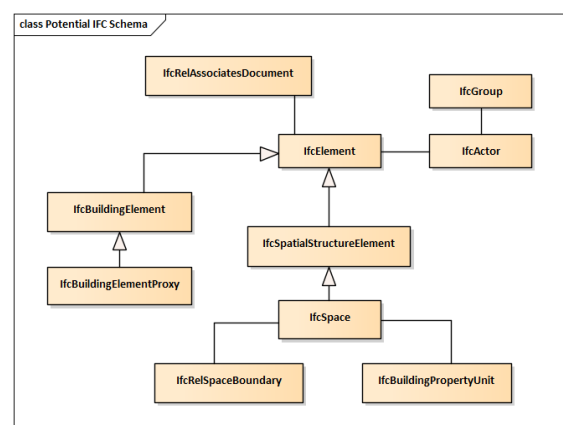 class Potential IFC Schema
IfcRelAssociatesDocument
IfcGroup
IfcElement
IfcActor
IfcBuildingElement
IfcSpatialStructureElement
IfcBuildingElementProxy
IfcSpace
IfcRelSpaceBoundary
IfcBuildingPropertyUnit